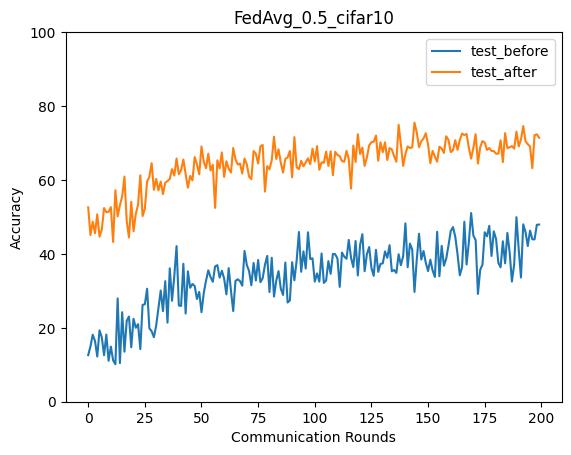 FedAvg_0.5_cifar10
test_before
test_after
Accuracy
100
80
60
40
20
0
0 25 50 75 100 125 150 175 200
Communication Rounds